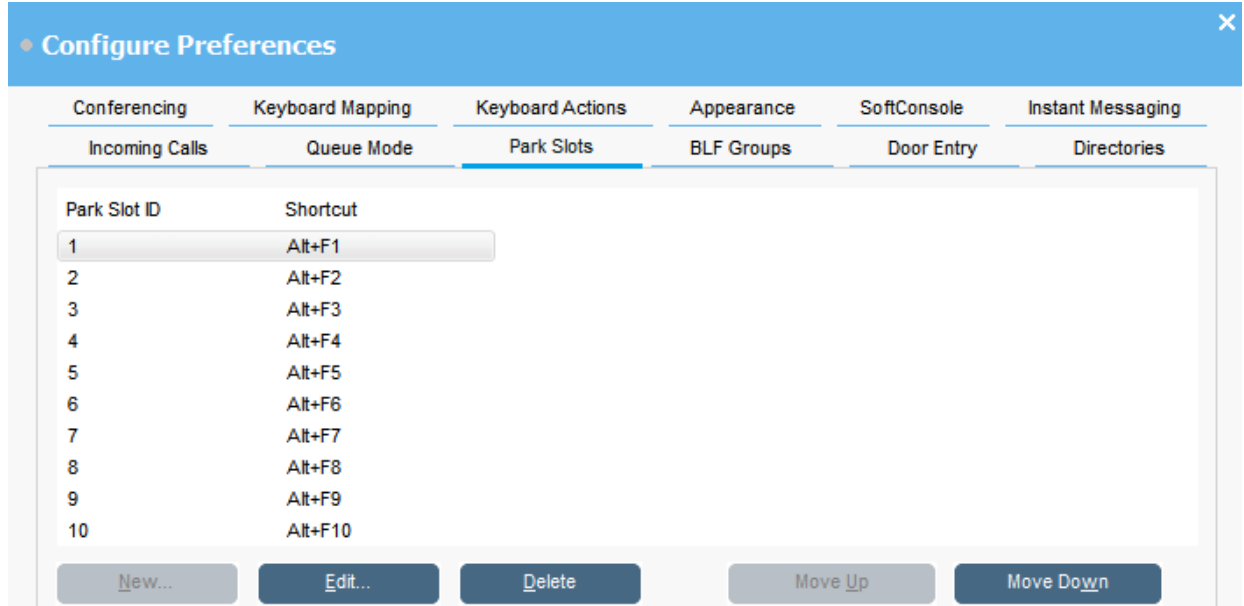 Configure Preferences
Conferencing Keyboard Mapping Keyboard Actions Appearance SoftConsole Instant Messaging
Incoming Calls Queue Mode Park Slots BLF Groups Door Entry Directories
Park Slot ID Shortcut
1 Alt+F1
2 Alt+F2
3 Alt+F3
4 Alt+F4
5 Alt+F5
6 Alt+F6
7 Alt+F7
8 Alt+F8
9 Alt+F9
10 Alt+F10
New... Edit... Delete Move Up Move Down